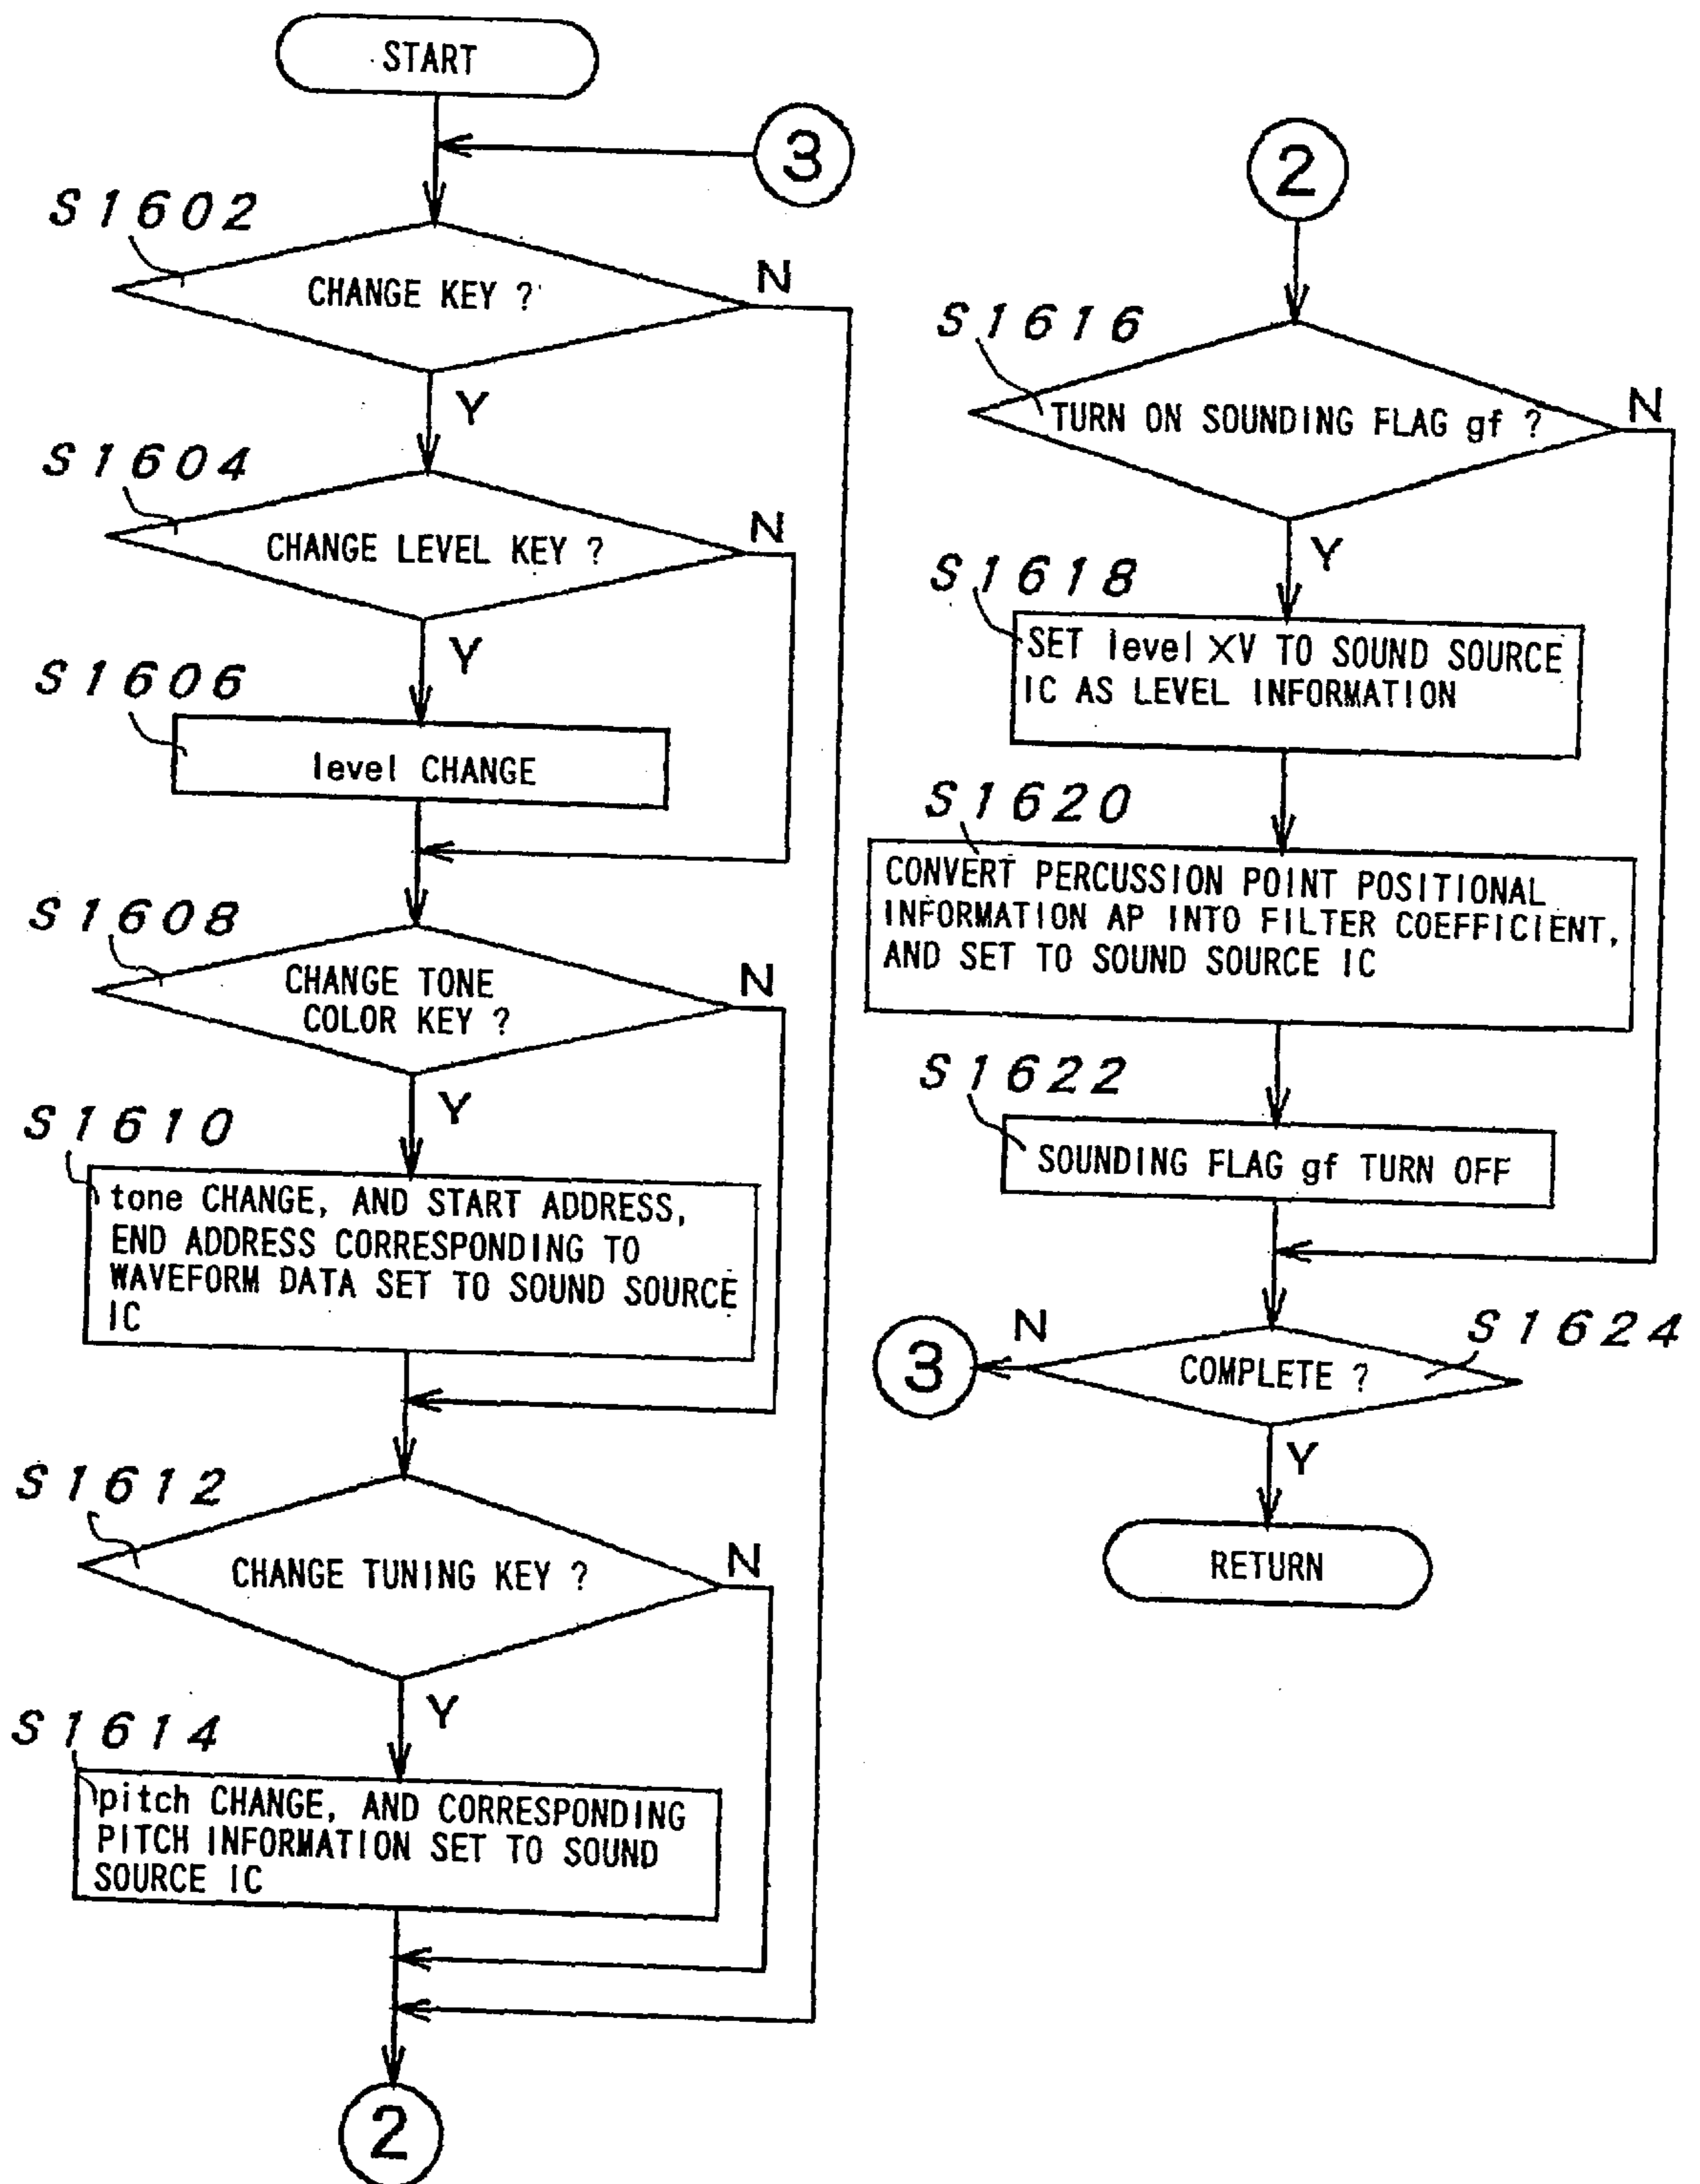 START
3
S1602
CHANGE KEY ?
N
Y
S1604
CHANGE LEVEL KEY ?
N
Y
S1606
level CHANGE
S1608
CHANGE TONE
COLOR KEY ?
N
Y
S1610
tone CHANGE, AND START ADDRESS,
END ADDRESS CORRESPONDING TO
WAVEFORM DATA SET TO SOUND SOURCE
IC
S1612
CHANGE TUNING KEY ?
N
Y
S1614
pitch CHANGE, AND CORRESPONDING
PITCH INFORMATION SET TO SOUND
SOURCE IC
2
2
S1616
TURN ON SOUNDING FLAG gf ?
N
Y
S1618
SET level XV TO SOUND SOURCE
IC AS LEVEL INFORMATION
S1620
CONVERT PERCUSSION POINT POSITIONAL
INFORMATION AP INTO FILTER COEFFICIENT,
AND SET TO SOUND SOURCE IC
S1622
SOUNDING FLAG gf TURN OFF
N
3
S1624
COMPLETE ?
Y
RETURN